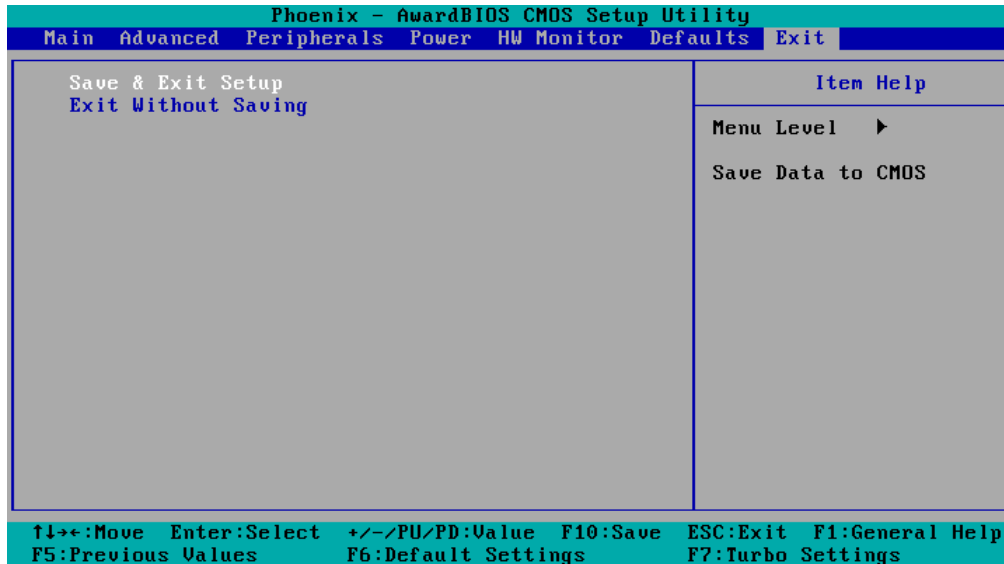 Phoenix - AwardBIOS CMOS Setup Utility
Main Advanced Peripherals Power HW Monitor Defaults Exit
Save & Exit Setup
Exit Without Saving
Item Help
Menu Level ▶
Save Data to CMOS
↑↓→←:Move Enter:Select +/-/PU/PD:Value F10:Save ESC:Exit F1:General Help
F5:Previous Values F6:Default Settings F7:Turbo Settings